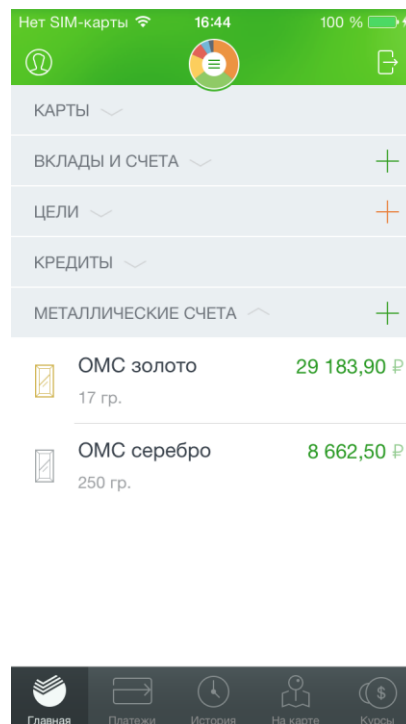 Нет SIM-карты 16:44 100 %
КАРТЫ
ВКЛАДЫ И СЧЕТА
ЦЕЛИ
КРЕДИТЫ
МЕТАЛЛИЧЕСКИЕ СЧЕТА
ОМС золото 29 183,90 ₽
17 гр.
ОМС серебро 8 662,50 ₽
250 гр.
Главная Платежи История На карте Курсы